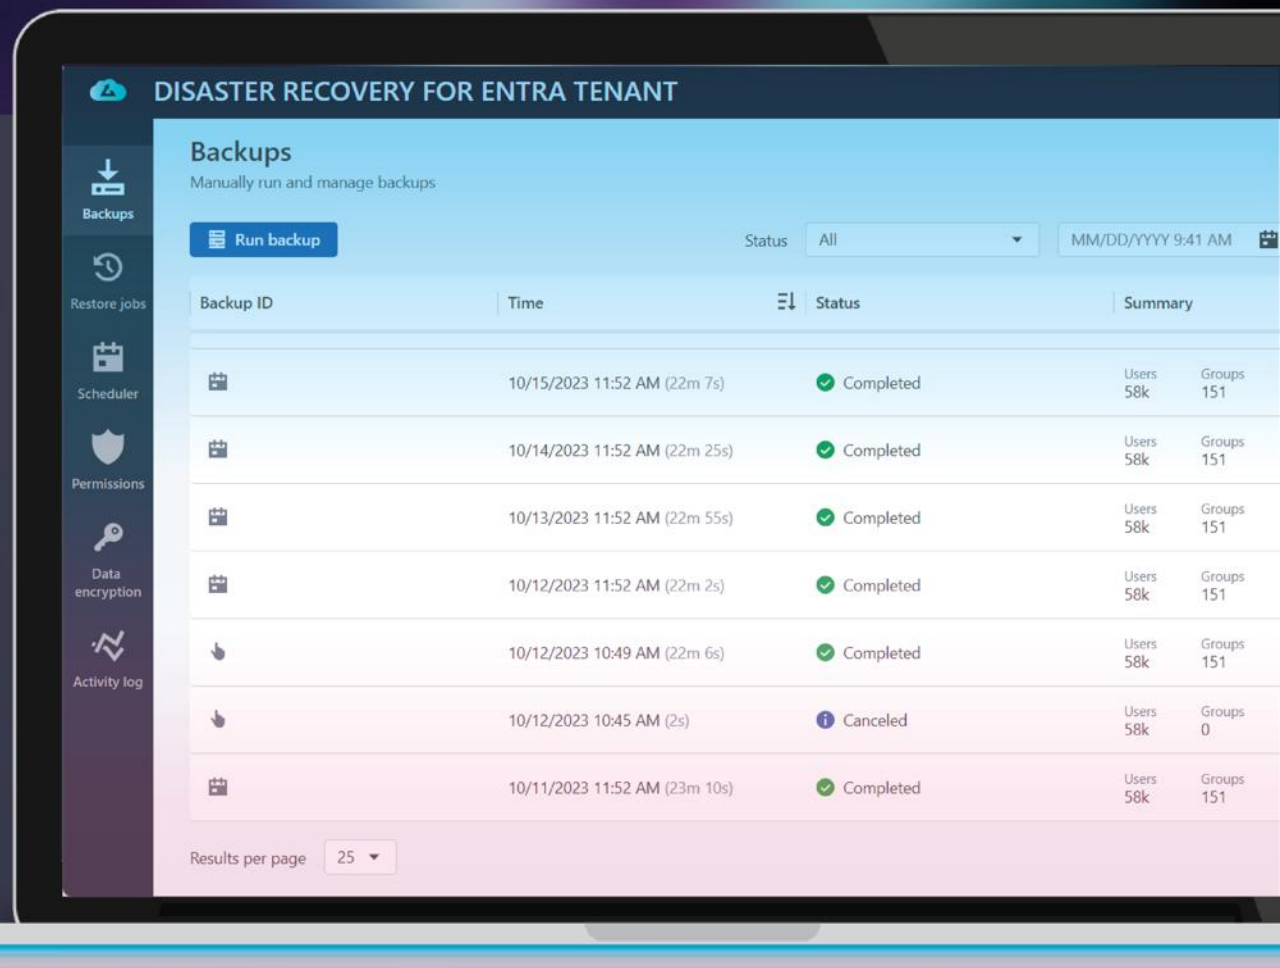 DISASTER RECOVERY FOR ENTRA TENANT
Backups
Restore jobs
Scheduler
Permissions
Data
encryption
Activity log
Backups
Manually run and manage backups
Run backup
Status All MM/DD/YYYY 9:41 AM
Backup ID Time Status Summary
10/15/2023 11:52 AM (22m 7s) Completed Users 58k Groups 151
10/14/2023 11:52 AM (22m 25s) Completed Users 58k Groups 151
10/13/2023 11:52 AM (22m 55s) Completed Users 58k Groups 151
10/12/2023 11:52 AM (22m 2s) Completed Users 58k Groups 151
10/12/2023 10:49 AM (22m 6s) Completed Users 58k Groups 151
10/12/2023 10:45 AM (2s) Canceled Users 58k Groups 0
10/11/2023 11:52 AM (23m 10s) Completed Users 58k Groups 151
Results per page 25